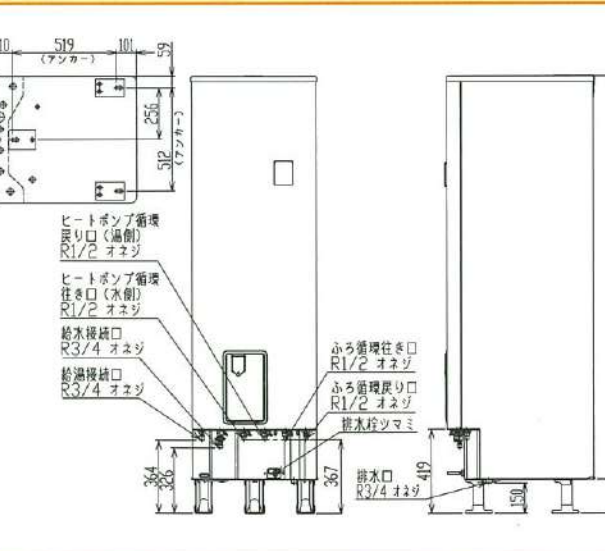 10
519
(アンカー)
101
59
256
512
(アンカー)
ヒートポンプ循環
戻り口(湯側)
R1/2 オネジ
ヒートポンプ循環
往き口(水側)
R1/2 オネジ
給水接続口
R3/4 オネジ
給湯接続口
R3/4 オネジ
ふろ循環往き口
R1/2 オネジ
ふろ循環戻り口
R1/2 オネジ
排水栓ツマミ
排水口
R3/4 オネジ
364
326
367
419
150